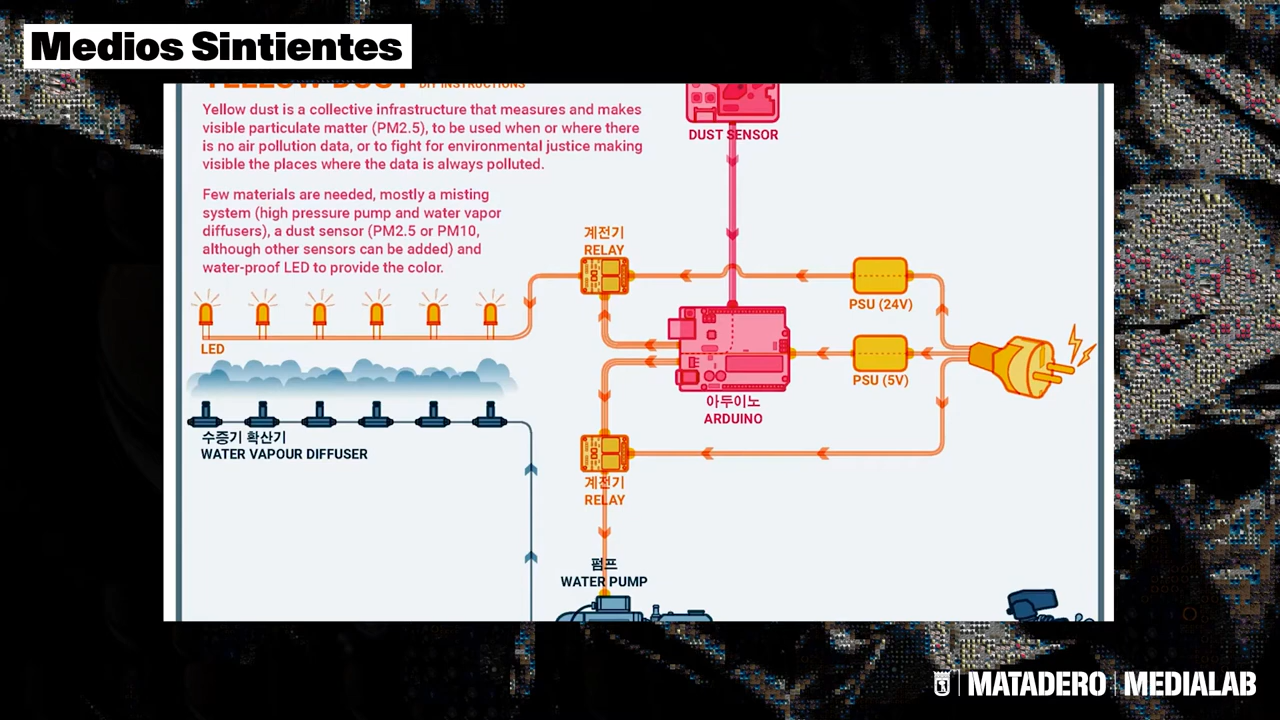 Medios Sintientes
YELLOW DUST DIY INSTRUCTIONS
Yellow dust is a collective infrastructure that measures and makes
visible particulate matter (PM2.5), to be used when or where there
is no air pollution data, or to fight for environmental justice making
visible the places where the data is always polluted.
Few materials are needed, mostly a misting
system (high pressure pump and water vapor
diffusers), a dust sensor (PM2.5 or PM10,
although other sensors can be added) and
water-proof LED to provide the color.
DUST SENSOR
계전기
RELAY
PSU (24V)
LED
PSU (5V)
아두이노
ARDUINO
수증기 확산기
WATER VAPOUR DIFFUSER
계전기
RELAY
펌프
WATER PUMP
MATADERO MEDIALAB